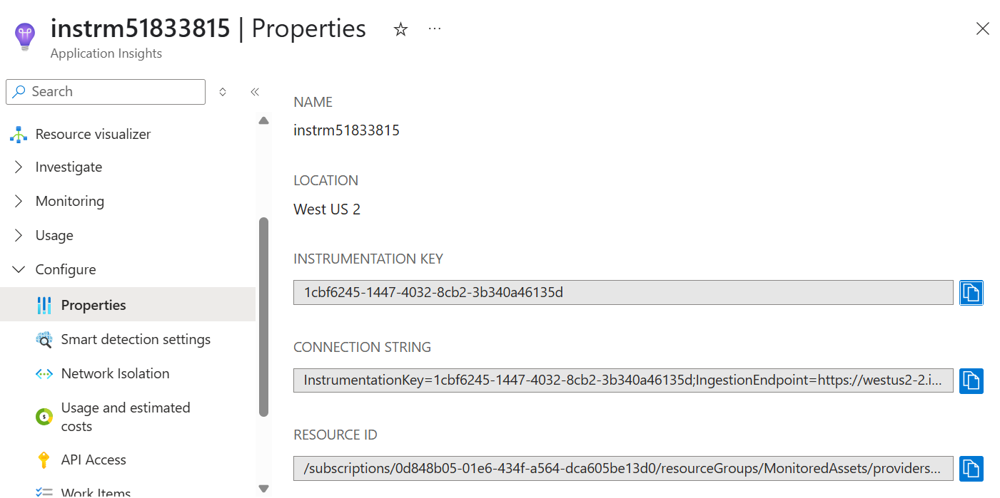 instrm51833815 | Properties
Application Insights
Search
Resource visualizer
Investigate
Monitoring
Usage
Configure
Properties
Smart detection settings
Network Isolation
Usage and estimated
costs
API Access
Work Items
NAME
instrm51833815
LOCATION
West US 2
INSTRUMENTATION KEY
1cbf6245-1447-4032-8cb2-3b340a46135d
CONNECTION STRING
InstrumentationKey=1cbf6245-1447-4032-8cb2-3b340a46135d;IngestionEndpoint=https://westus2-2.i...
RESOURCE ID
/subscriptions/0d848b05-01e6-434f-a564-dca605be13d0/resourceGroups/MonitoredAssets/providers...